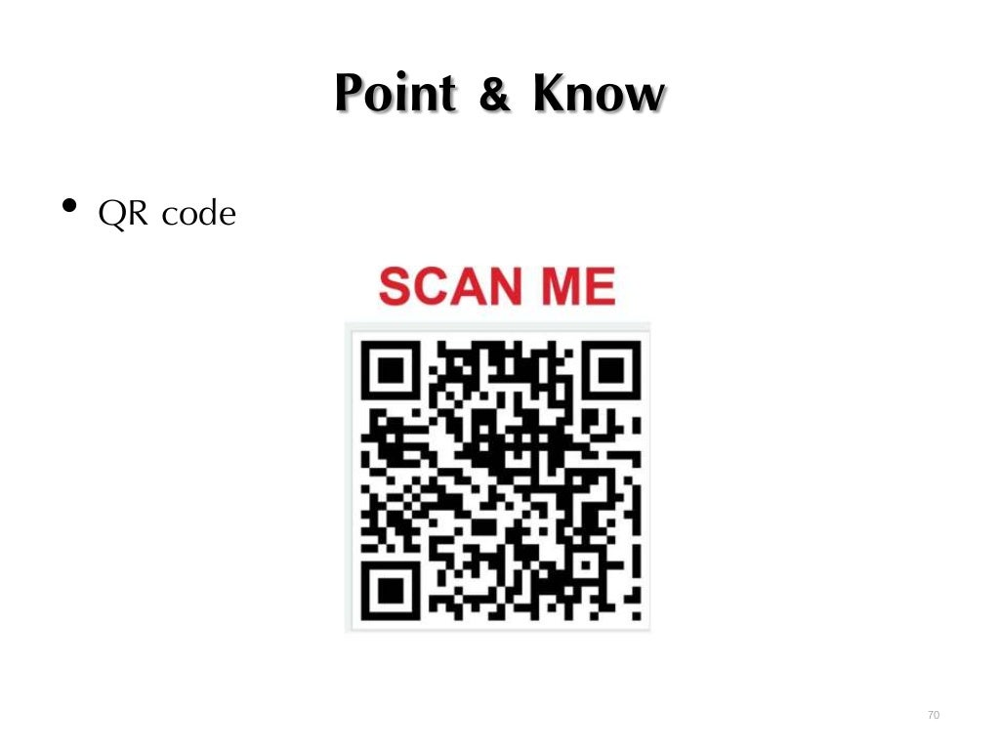 Point & Know
• QR code
SCAN ME
70